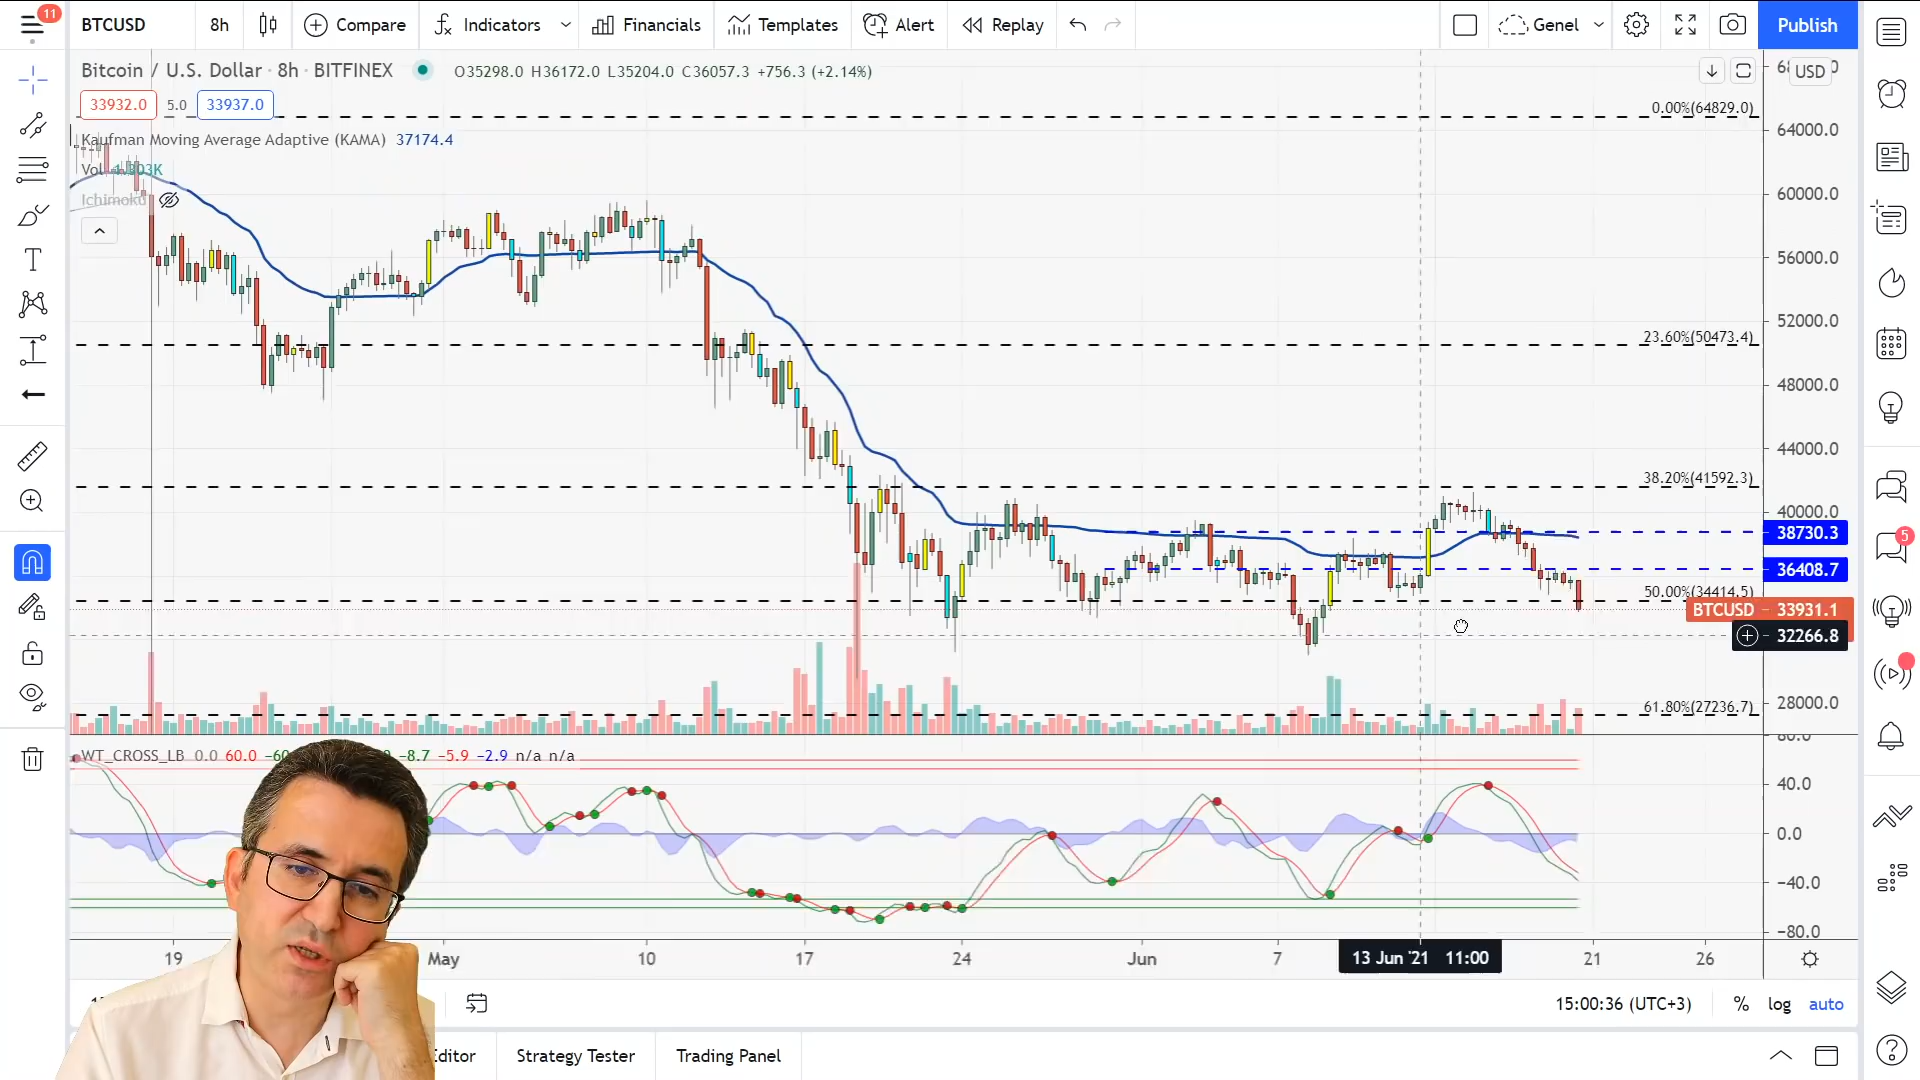 11
BTCUSD 8h Compare Indicators Financials Templates Alert Replay Genel Publish
Bitcoin / U.S. Dollar · 8h · BITFINEX O35298.0 H36172.0 L35204.0 C36057.3 +756.3 (+2.14%)
USD
33932.0 5.0 33937.0
0.00%(64829.0)
64000.0
Kaufman Moving Average Adaptive (KAMA) 37174.4
Vol 1.803K
60000.0
Ichimoku
56000.0
52000.0
23.60%(50473.4)
48000.0
44000.0
38.20%(41592.3)
40000.0
38730.3
5
36408.7
50.00%(34414.5)
BTCUSD 33931.1
32266.8
61.80%(27236.7)
28000.0
WT_CROSS_LB 0.0 60.0 -8.7 -5.9 -2.9 n/a n/a
40.0
0.0
-40.0
-80.0
19 May 10 17 24 Jun 7 13 Jun '21 11:00 21 26
15:00:36 (UTC+3) % log auto
Strategy Tester Trading Panel